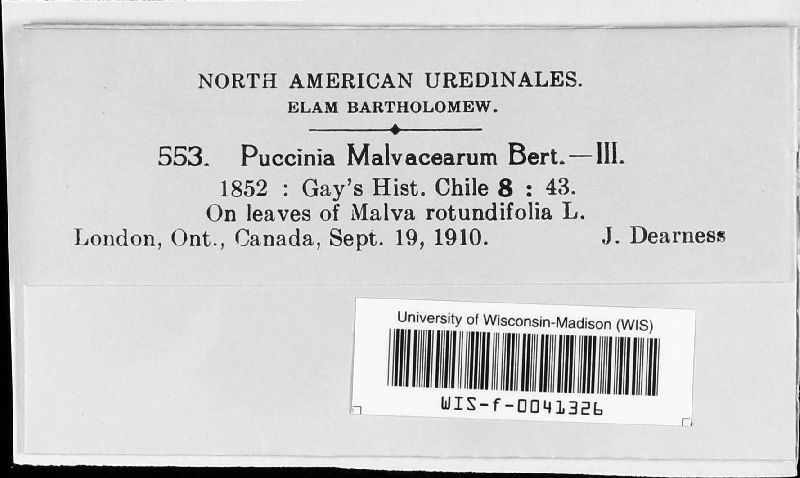 NORTH AMERICAN UREDINALES.
ELAM BARTHOLOMEW.
553. Puccinia Malvacearum Bert.—III.
1852 : Gay's Hist. Chile 8 : 43.
On leaves of Malva rotundifolia L.
London, Ont., Canada, Sept. 19, 1910. J. Dearness
University of Wisconsin-Madison (WIS)
WIS-f-0041326